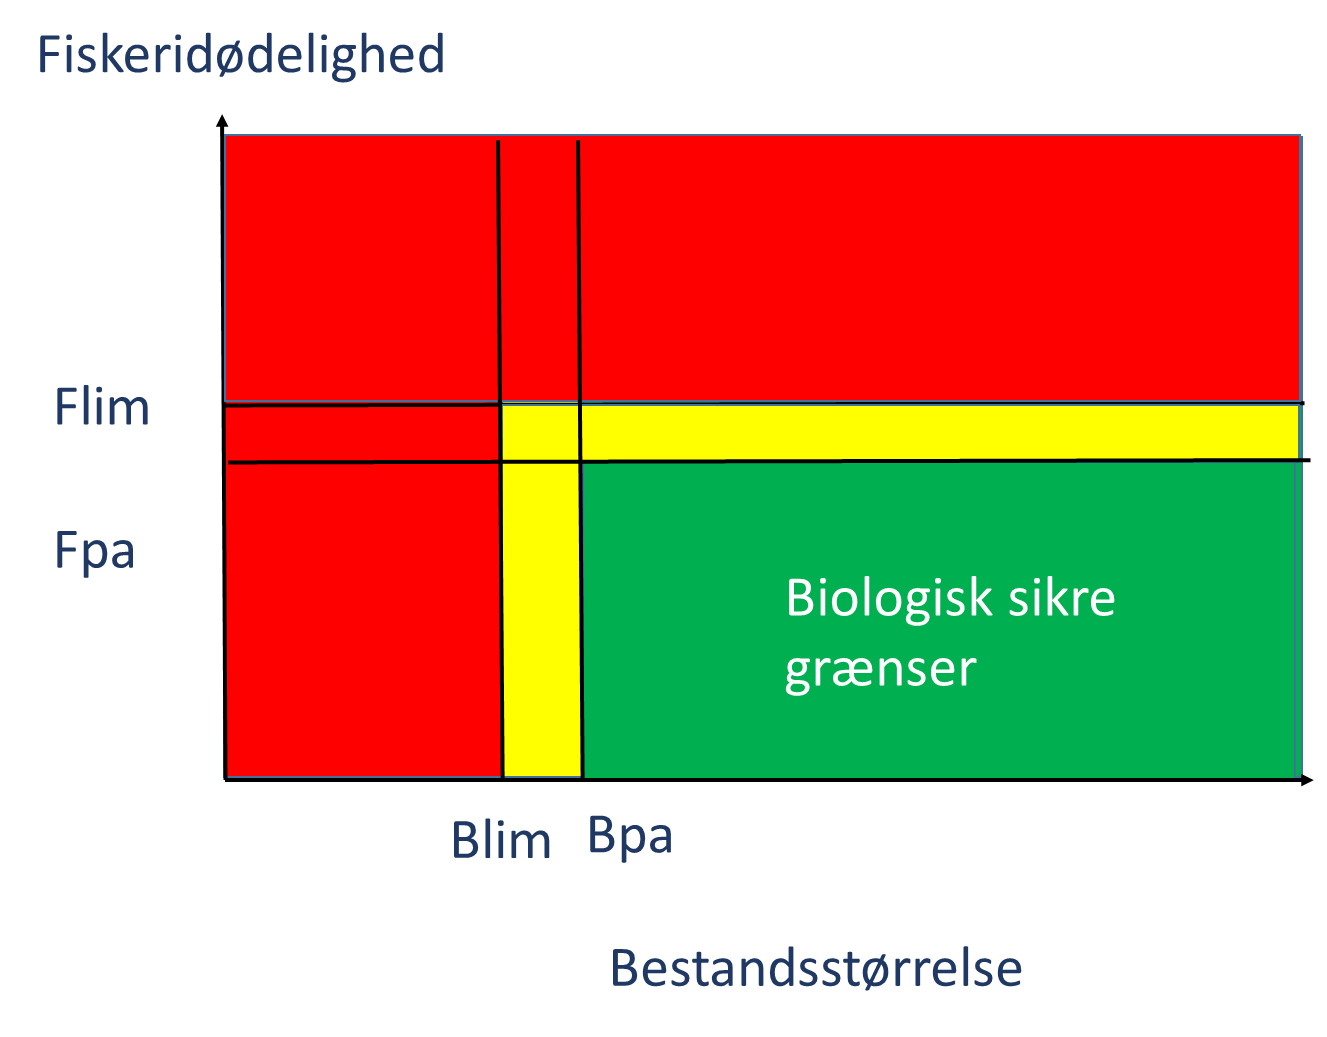 Fiskeridødelighed
Flim
Fpa
Biologisk sikre
grænser
Blim
Bpa
Bestandsstørrelse